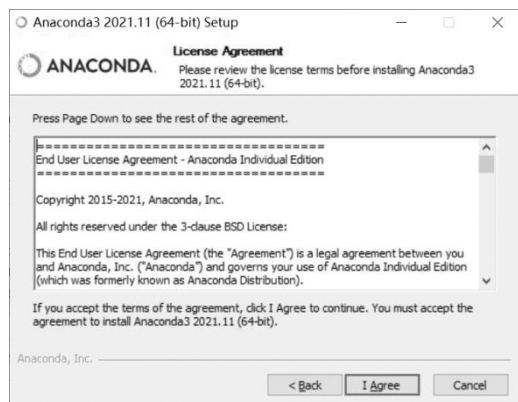 Anaconda3 2021.11 (64-bit) Setup
ANACONDA.
License Agreement
Please review the license terms before installing Anaconda3
2021.11 (64-bit).
Press Page Down to see the rest of the agreement.
====================================
End User License Agreement - Anaconda Individual Edition
====================================
Copyright 2015-2021, Anaconda, Inc.
All rights reserved under the 3-clause BSD License:
This End User License Agreement (the "Agreement") is a legal agreement between you
and Anaconda, Inc. ("Anaconda") and governs your use of Anaconda Individual Edition
(which was formerly known as Anaconda Distribution).
If you accept the terms of the agreement, click I Agree to continue. You must accept the
agreement to install Anaconda3 2021.11 (64-bit).
Anaconda, Inc.
< Back
I Agree
Cancel